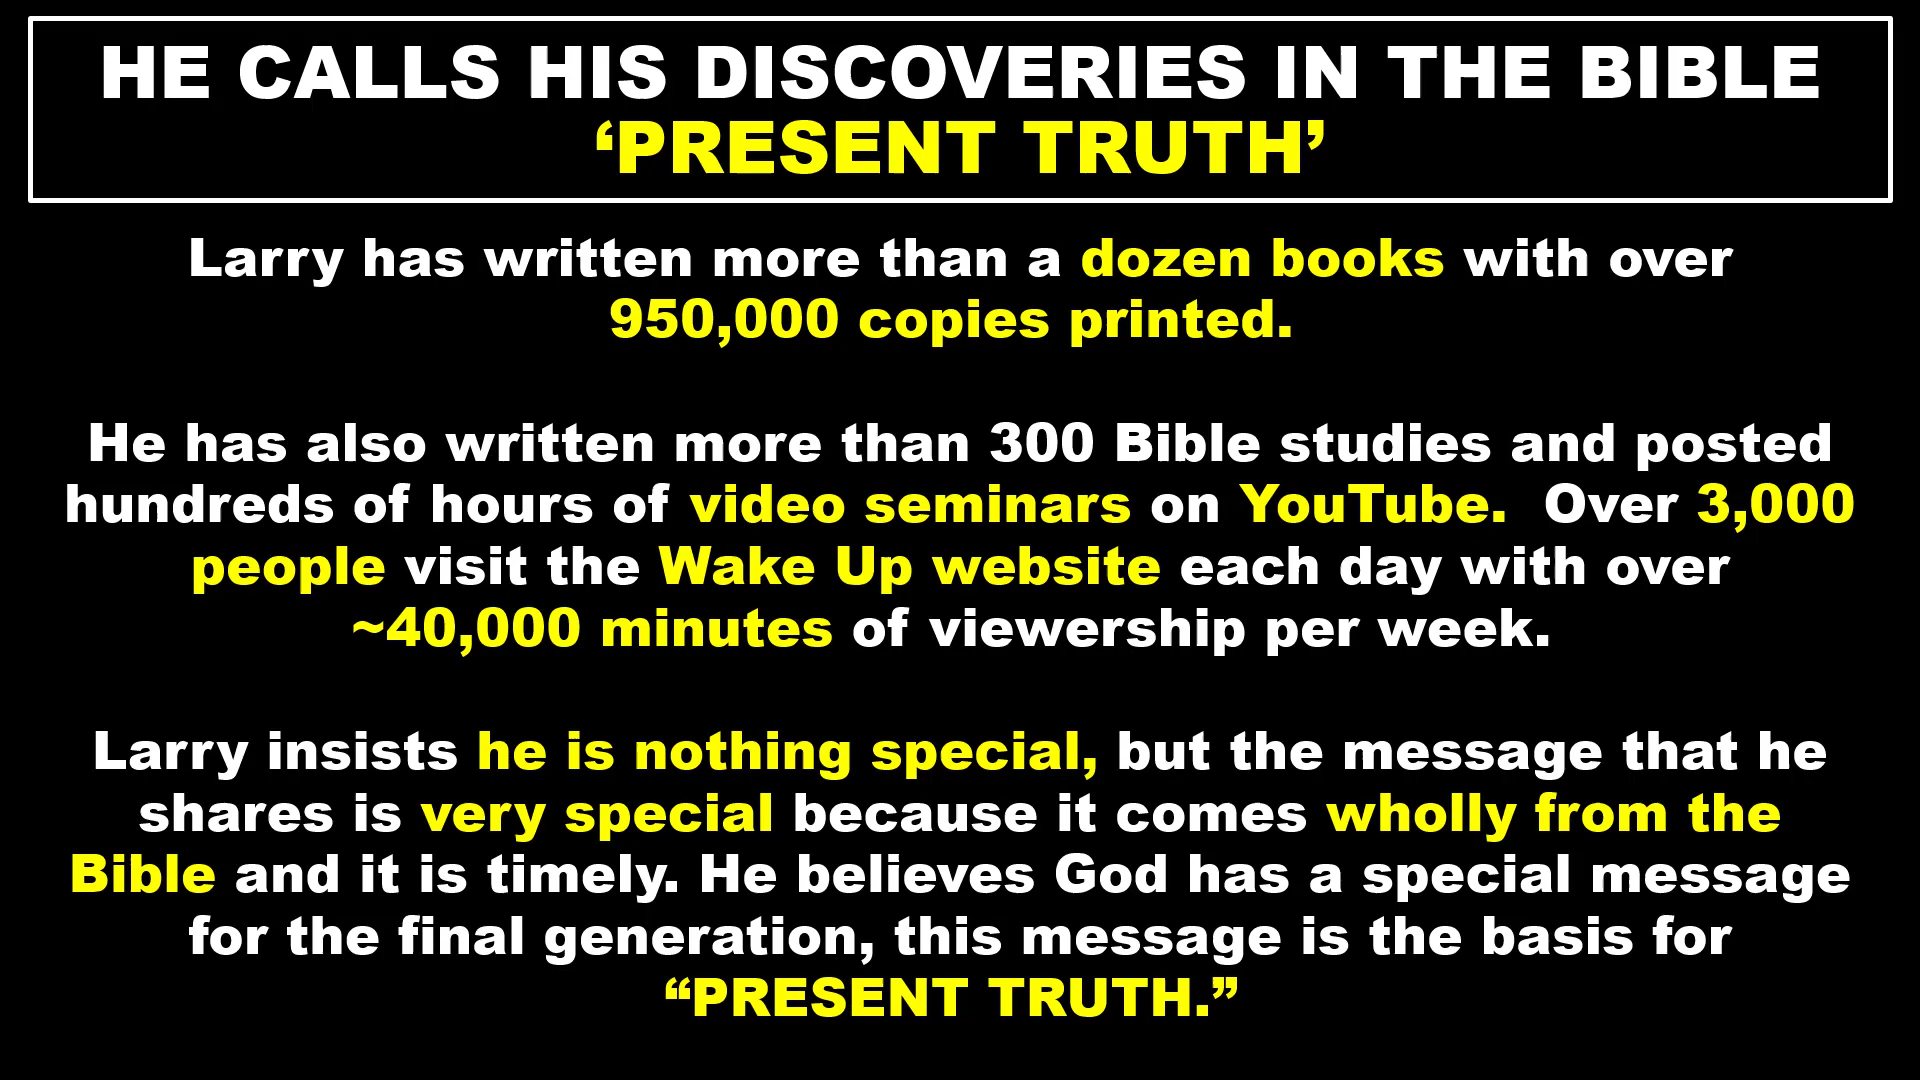 HE CALLS HIS DISCOVERIES IN THE BIBLE
‘PRESENT TRUTH’
Larry has written more than a dozen books with over
950,000 copies printed.
He has also written more than 300 Bible studies and posted
hundreds of hours of video seminars on YouTube.  Over 3,000
people visit the Wake Up website each day with over
~40,000 minutes of viewership per week.
Larry insists he is nothing special, but the message that he
shares is very special because it comes wholly from the
Bible and it is timely. He believes God has a special message
for the final generation, this message is the basis for
“PRESENT TRUTH.”